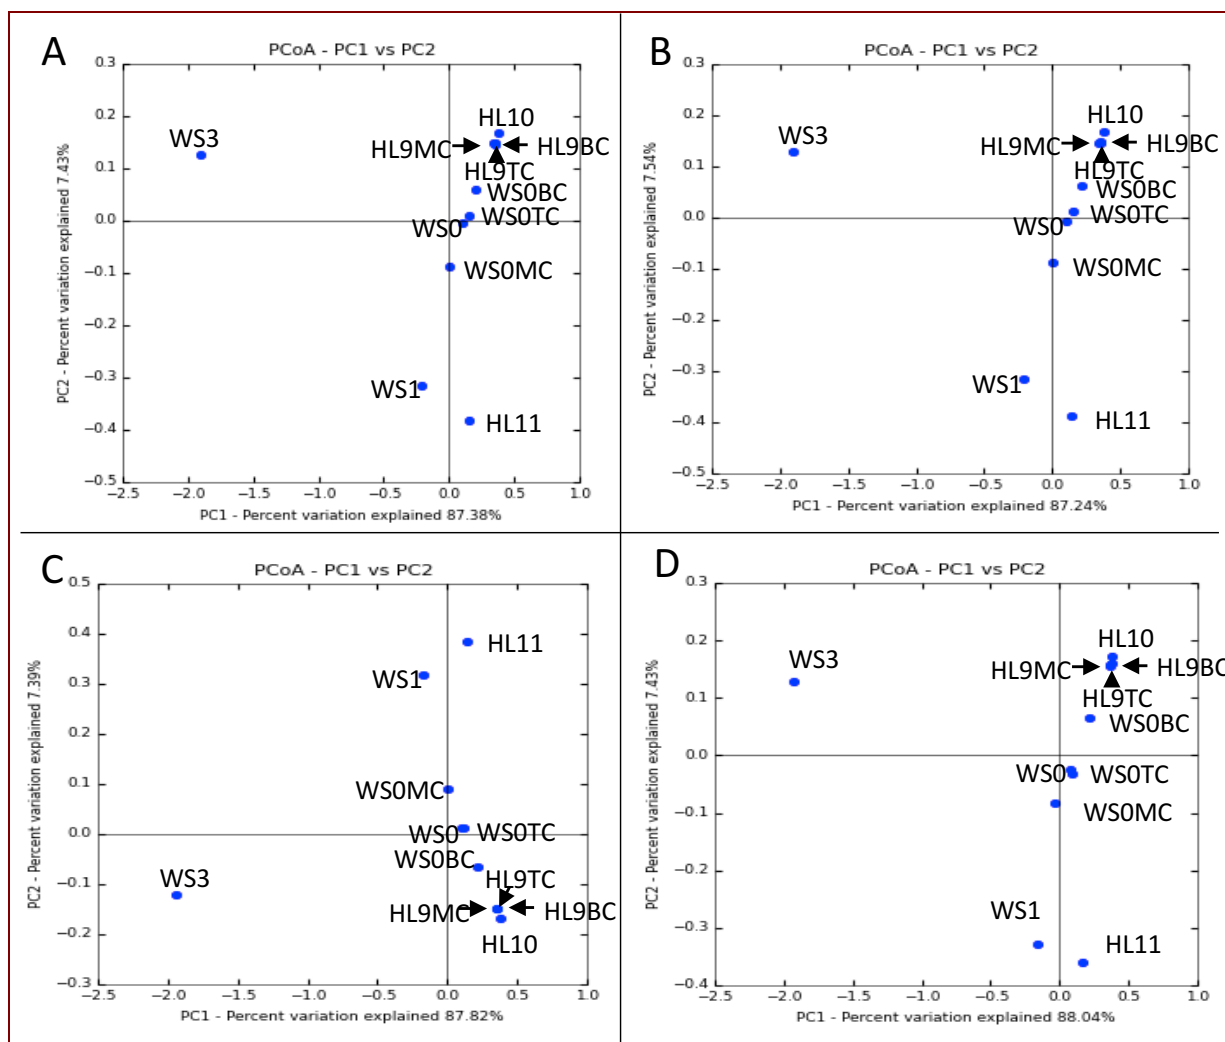 A
PCoA - PC1 vs PC2
0.3
0.2
0.1
0.0
−0.1
−0.2
−0.3
−0.4
−0.5
PC2 - Percent variation explained 7.43%
WS3
HL10
HL9MC
HL9BC
HL9TC
WS0BC
WS0TC
WS0
WS0MC
WS1
HL11
−2.5 −2.0 −1.5 −1.0 −0.5 0.0 0.5 1.0
PC1 - Percent variation explained 87.38%
B
PCoA - PC1 vs PC2
0.3
0.2
0.1
0.0
−0.1
−0.2
−0.3
−0.4
−0.5
PC2 - Percent variation explained 7.54%
WS3
HL10
HL9MC
HL9BC
HL9TC
WS0BC
WS0TC
WS0
WS0MC
WS1
HL11
−2.5 −2.0 −1.5 −1.0 −0.5 0.0 0.5 1.0
PC1 - Percent variation explained 87.24%
C
PCoA - PC1 vs PC2
0.5
0.4
0.3
0.2
0.1
0.0
−0.1
−0.2
−0.3
PC2 - Percent variation explained 7.39%
HL11
WS1
WS0MC
WS0
WS0TC
WS0BC
HL9TC
WS3
HL9MC
HL9BC
HL10
−2.5 −2.0 −1.5 −1.0 −0.5 0.0 0.5 1.0
PC1 - Percent variation explained 87.82%
D
PCoA - PC1 vs PC2
0.3
0.2
0.1
0.0
−0.1
−0.2
−0.3
−0.4
PC2 - Percent variation explained 7.43%
WS3
HL10
HL9MC
HL9BC
HL9TC
WS0BC
WS0
WS0TC
WS0MC
WS1
HL11
−2.5 −2.0 −1.5 −1.0 −0.5 0.0 0.5 1.0
PC1 - Percent variation explained 88.04%